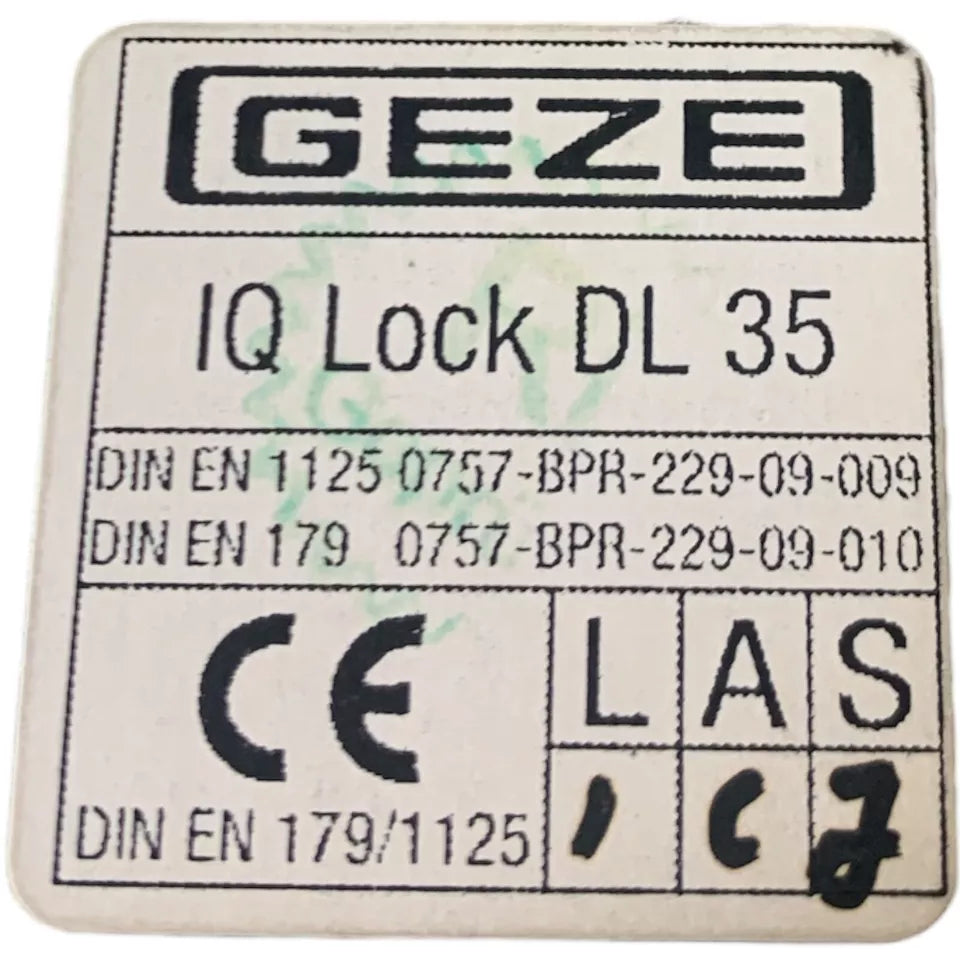 GEZE
IQ Lock DL 35
DIN EN 1125 0757-BPR-229-09-009
DIN EN 179 0757-BPR-229-09-010
CE
L A S
DIN EN 179/1125